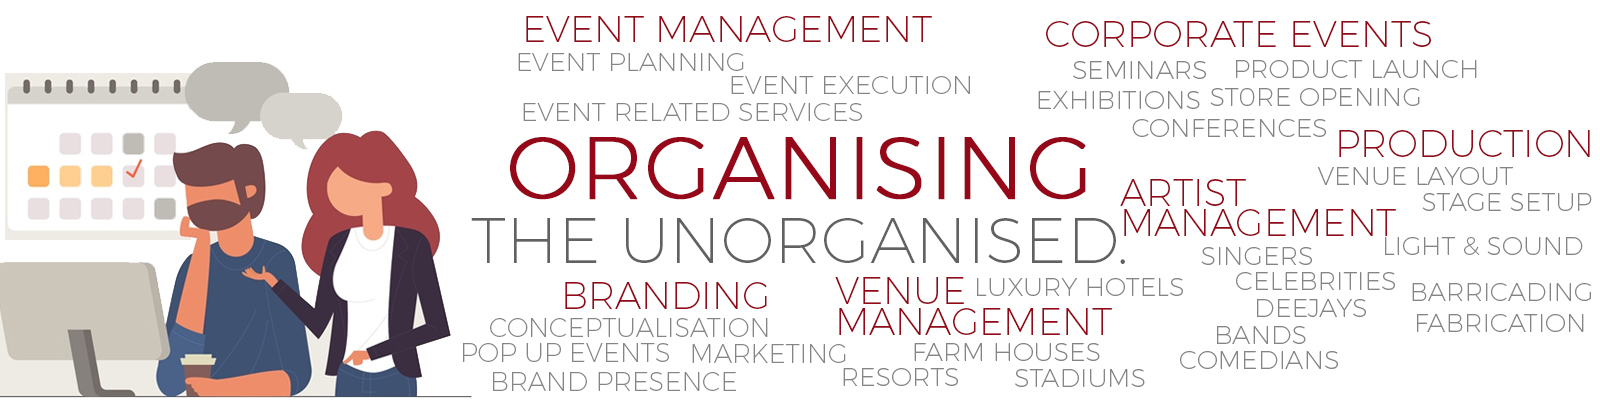 EVENT MANAGEMENT
EVENT PLANNING
EVENT EXECUTION
EVENT RELATED SERVICES
CORPORATE EVENTS
SEMINARS PRODUCT LAUNCH
EXHIBITIONS STORE OPENING
CONFERENCES
ORGANISING
THE UNORGANISED.
PRODUCTION
VENUE LAYOUT
STAGE SETUP
LIGHT & SOUND
BARRICADING
FABRICATION
ARTIST
MANAGEMENT
SINGERS
CELEBRITIES
DEEJAYS
BANDS
COMEDIANS
BRANDING
CONCEPTUALISATION
POP UP EVENTS MARKETING
BRAND PRESENCE
VENUE LUXURY HOTELS
MANAGEMENT
FARM HOUSES
RESORTS STADIUMS